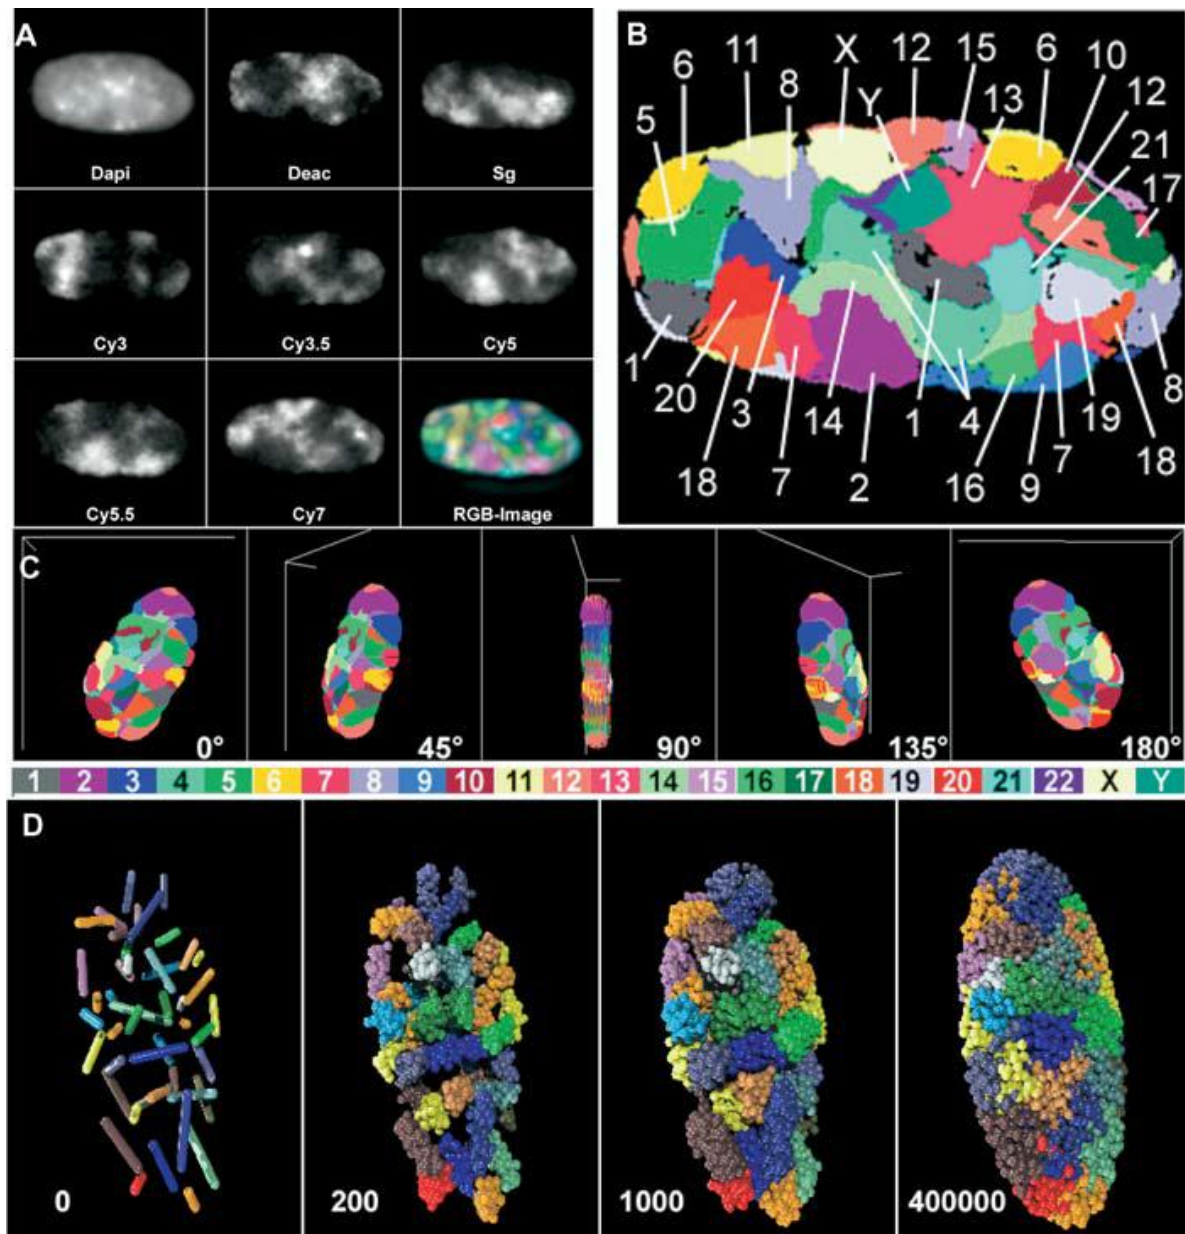 A
Dapi
Deac
Sg
Cy3
Cy3.5
Cy5
Cy5.5
Cy7
RGB-Image
B
6
11
X
12
15
6
10
5
8
Y
13
12
21
17
1
20
3
14
1
4
19
8
18
7
2
16
9
7
18
C
0°
45°
90°
135°
180°
1 2 3 4 5 6 7 8 9 10 11 12 13 14 15 16 17 18 19 20 21 22 X Y
D
0
200
1000
400000